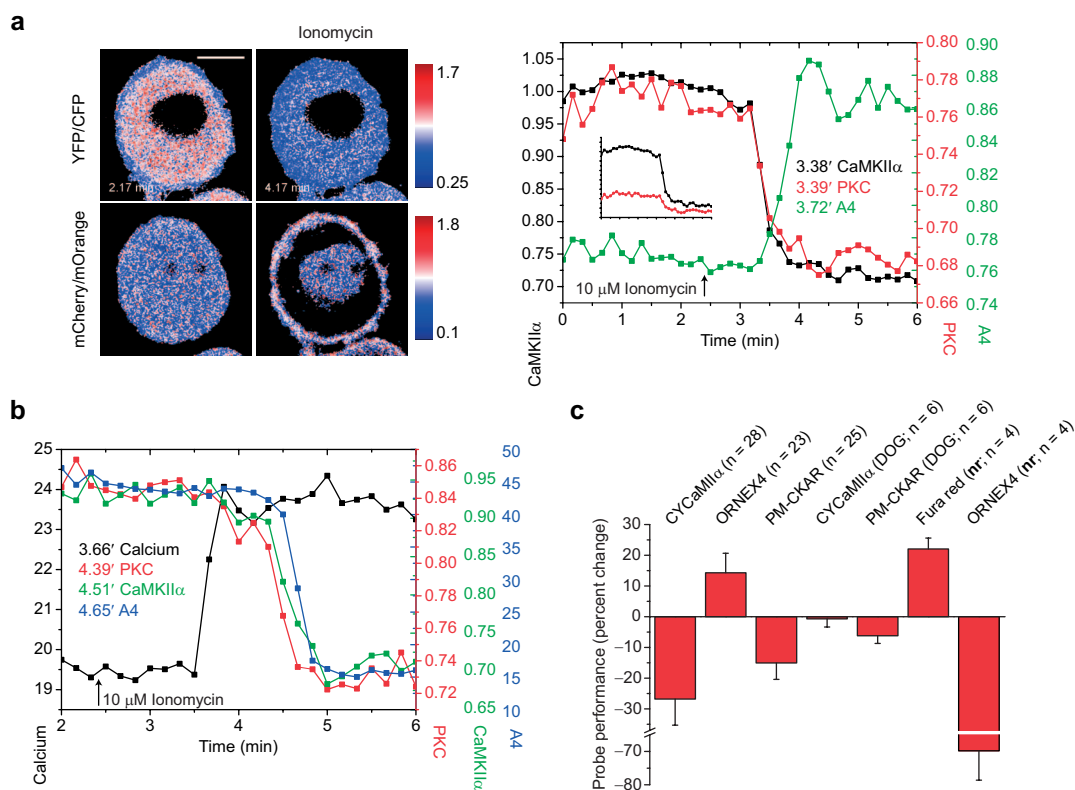 a
Ionomycin
YFP/CFP
2.17 min
4.17 min
1.7
0.25
mCherry/mOrange
1.8
0.1
1.05
1.00
0.95
0.90
0.85
0.80
0.75
0.70
3.38′ CaMKIIα
3.39′ PKC
3.72′ A4
10 µM Ionomycin
0 1 2 3 4 5 6
Time (min)
CaMKIIα
0.80
0.78
0.76
0.74
0.72
0.70
0.68
0.66
PKC
0.90
0.88
0.86
0.84
0.82
0.80
0.78
0.76
0.74
A4
b
25
24
23
22
21
20
19
3.66′ Calcium
4.39′ PKC
4.51′ CaMKIIα
4.65′ A4
10 µM Ionomycin
2 3 4 5 6
Time (min)
Calcium
0.86
0.84
0.82
0.80
0.78
0.76
0.74
0.72
PKC
0.95
0.90
0.85
0.80
0.75
0.70
0.65
CaMKIIα
50
45
40
35
30
25
20
15
10
A4
c
CYCaMIIα (n = 28)
ORNEX4 (n = 23)
PM-CKAR (n = 25)
CYCaMIIα (DOG; n = 6)
PM-CKAR (DOG; n = 6)
Fura red (nr; n = 4)
ORNEX4 (nr; n = 4)
Probe performance (percent change)
30
20
10
0
−10
−20
−30
−70
−80